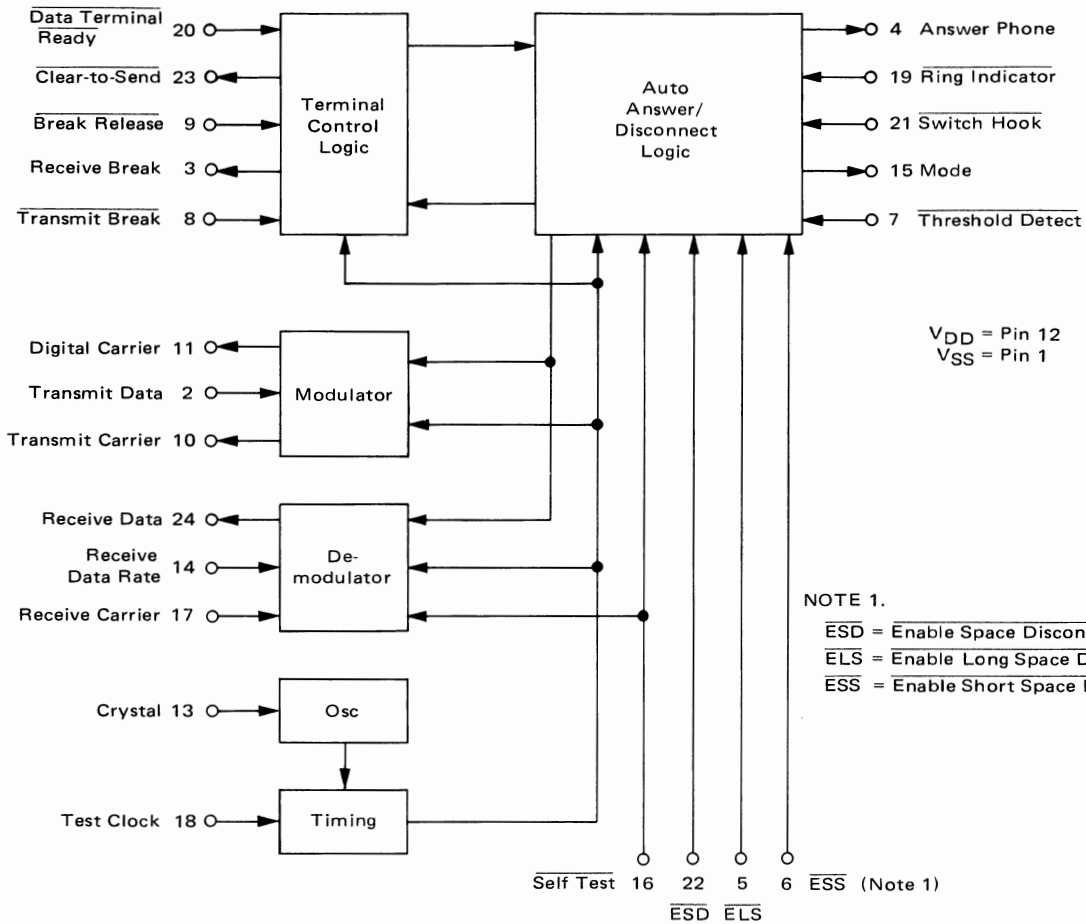 Data Terminal
Ready 20
Clear-to-Send 23
Break Release 9
Receive Break 3
Transmit Break 8
Terminal
Control
Logic
Auto
Answer/
Disconnect
Logic
4 Answer Phone
19 Ring Indicator
21 Switch Hook
15 Mode
7 Threshold Detect
VDD = Pin 12
VSS = Pin 1
Digital Carrier 11
Transmit Data 2
Transmit Carrier 10
Modulator
Receive Data 24
Receive
Data Rate 14
Receive Carrier 17
De-
modulator
NOTE 1.
ESD = Enable Space Discon
ELS = Enable Long Space D
ESS = Enable Short Space
Crystal 13
Osc
Test Clock 18
Timing
Self Test 16 22 5 6 ESS (Note 1)
ESD ELS